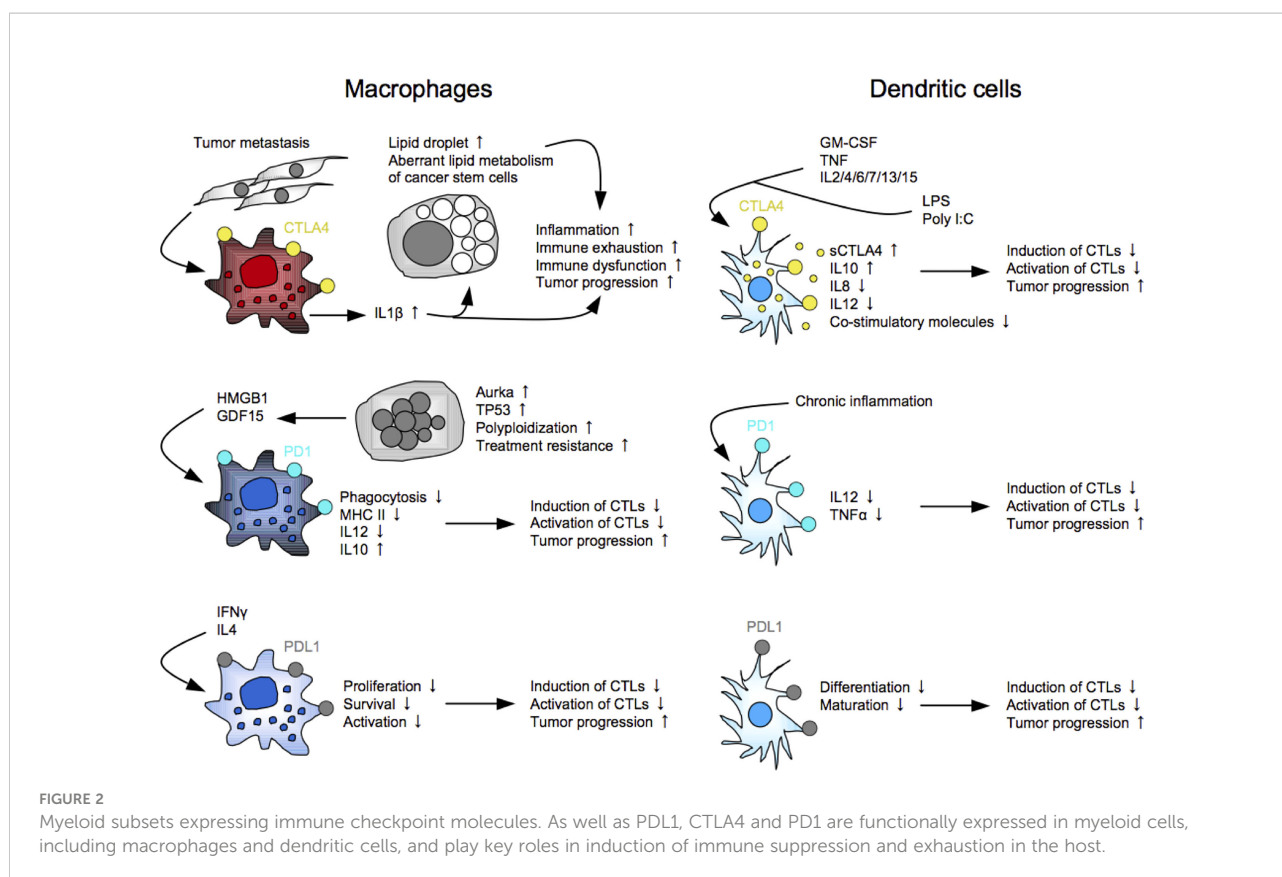 Macrophages
Tumor metastasis
CTLA4
Lipid droplet ↑
Aberrant lipid metabolism
of cancer stem cells
IL1β ↑
Inflammation ↑
Immune exhaustion ↑
Immune dysfunction ↑
Tumor progression ↑
HMGB1
GDF15
Aurka ↑
TP53 ↑
Polyploidization ↑
Treatment resistance ↑
PD1
Phagocytosis ↓
MHC II ↓
IL12 ↓
IL10 ↑
Induction of CTLs ↓
Activation of CTLs ↓
Tumor progression ↑
IFNγ
IL4
PDL1
Proliferation ↓
Survival ↓
Activation ↓
Induction of CTLs ↓
Activation of CTLs ↓
Tumor progression ↑
Dendritic cells
GM-CSF
TNF
IL2/4/6/7/13/15
LPS
Poly I:C
CTLA4
sCTLA4 ↑
IL10 ↑
IL8 ↓
IL12 ↓
Co-stimulatory molecules ↓
Induction of CTLs ↓
Activation of CTLs ↓
Tumor progression ↑
Chronic inflammation
PD1
IL12 ↓
TNFα ↓
Induction of CTLs ↓
Activation of CTLs ↓
Tumor progression ↑
PDL1
Differentiation ↓
Maturation ↓
Induction of CTLs ↓
Activation of CTLs ↓
Tumor progression ↑
FIGURE 2
Myeloid subsets expressing immune checkpoint molecules. As well as PDL1, CTLA4 and PD1 are functionally expressed in myeloid cells,
including macrophages and dendritic cells, and play key roles in induction of immune suppression and exhaustion in the host.